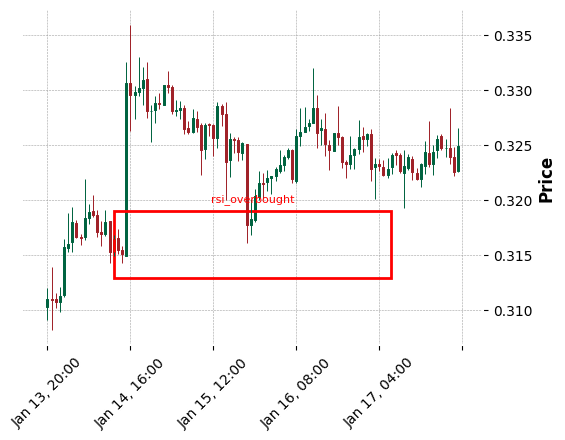 0.335
0.330
0.325
0.320
0.315
0.310
Price
rsi_overbought
Jan 13, 20:00
Jan 14, 16:00
Jan 15, 12:00
Jan 16, 08:00
Jan 17, 04:00